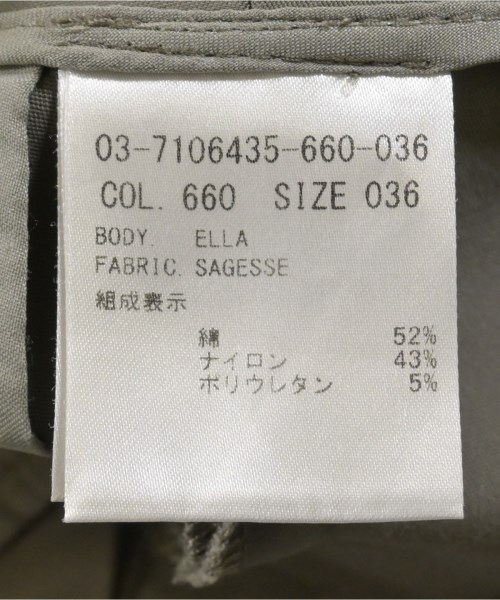 03-7106435-660-036
COL. 660 SIZE 036
BODY. ELLA
FABRIC. SAGESSE
組成表示
綿 52%
ナイロン 43%
ポリウレタン 5%